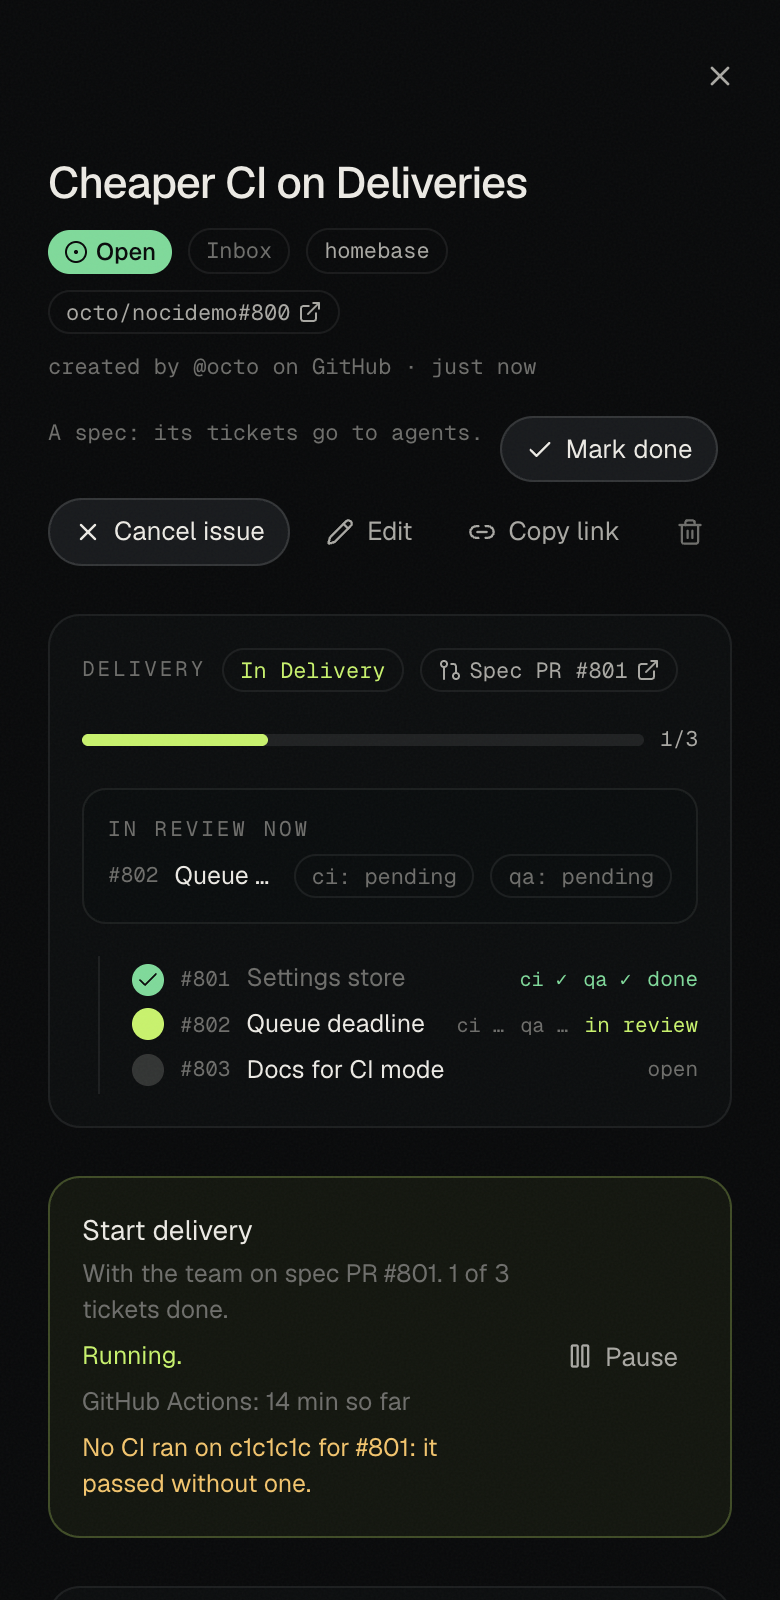 Cheaper CI on Deliveries
Open Inbox homebase
octo/nocidemo#800
created by @octo on GitHub · just now
A spec: its tickets go to agents. Mark done
Cancel issue Edit Copy link
DELIVERY In Delivery Spec PR #801
1/3
IN REVIEW NOW
#802 Queue … ci: pending qa: pending
#801 Settings store ci ✓ qa ✓ done
#802 Queue deadline ci … qa … in review
#803 Docs for CI mode open
Start delivery
With the team on spec PR #801. 1 of 3
tickets done.
Running. Pause
GitHub Actions: 14 min so far
No CI ran on c1c1c1c for #801: it
passed without one.